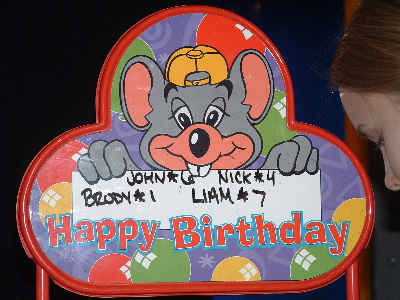 JOHN#6 NICK#4
BRODY#1 LIAM #7
Happy Birthday